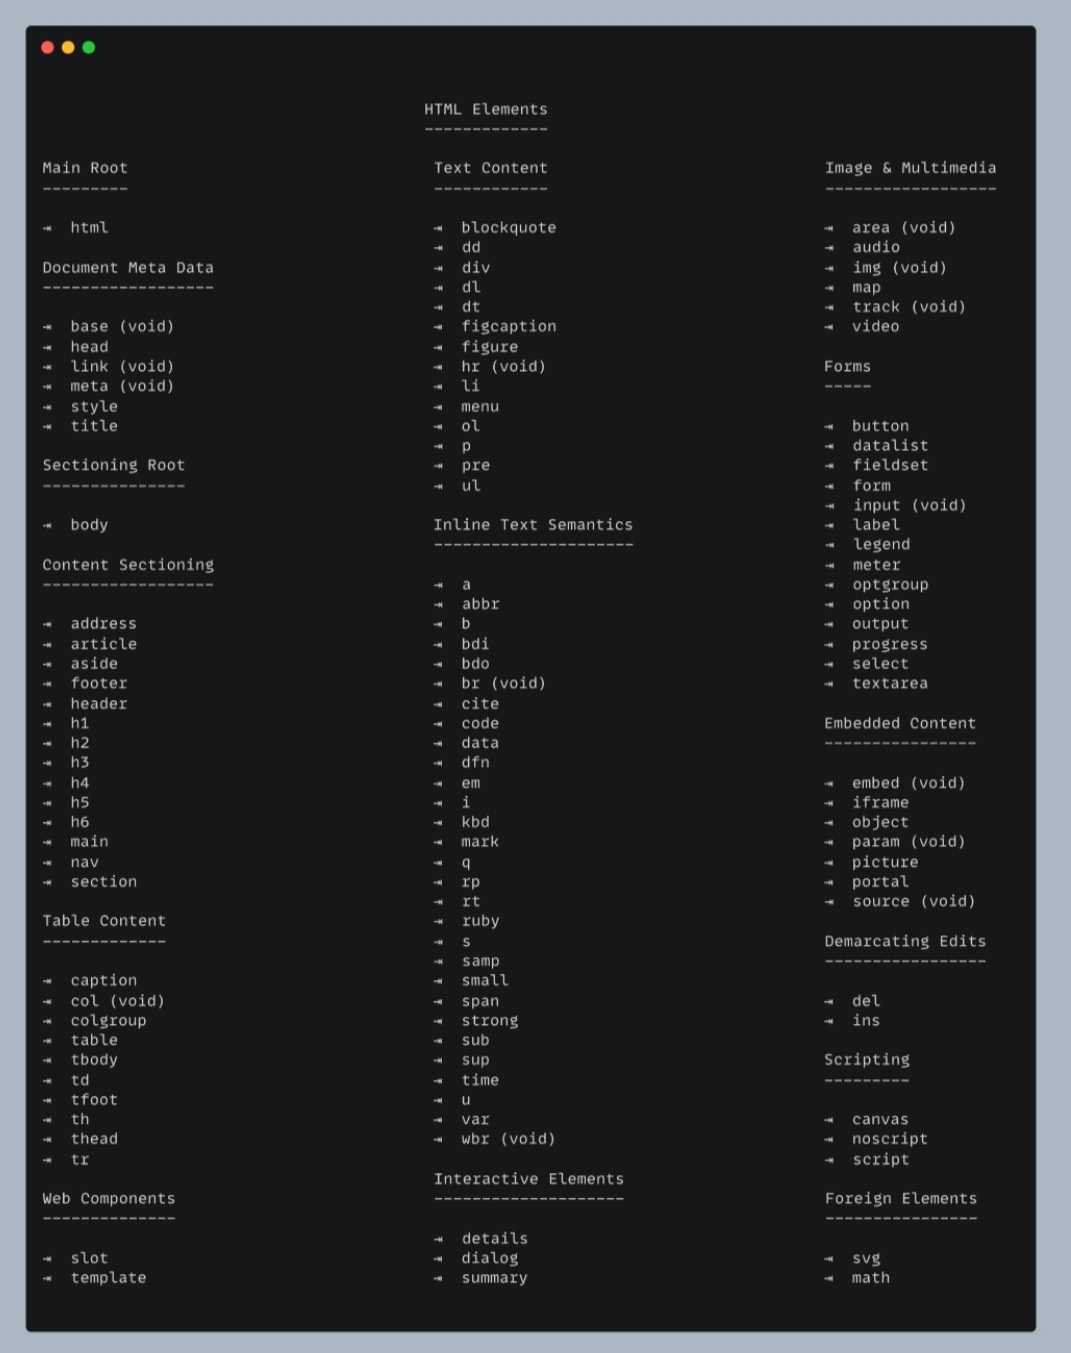 HTML Elements
-------------
Main Root
---------
⇥ html
Document Meta Data
------------------
⇥ base (void)
⇥ head
⇥ link (void)
⇥ meta (void)
⇥ style
⇥ title
Sectioning Root
---------------
⇥ body
Content Sectioning
------------------
⇥ address
⇥ article
⇥ aside
⇥ footer
⇥ header
⇥ h1
⇥ h2
⇥ h3
⇥ h4
⇥ h5
⇥ h6
⇥ main
⇥ nav
⇥ section
Table Content
-------------
⇥ caption
⇥ col (void)
⇥ colgroup
⇥ table
⇥ tbody
⇥ td
⇥ tfoot
⇥ th
⇥ thead
⇥ tr
Web Components
--------------
⇥ slot
⇥ template
Text Content
------------
⇥ blockquote
⇥ dd
⇥ div
⇥ dl
⇥ dt
⇥ figcaption
⇥ figure
⇥ hr (void)
⇥ li
⇥ menu
⇥ ol
⇥ p
⇥ pre
⇥ ul
Inline Text Semantics
---------------------
⇥ a
⇥ abbr
⇥ b
⇥ bdi
⇥ bdo
⇥ br (void)
⇥ cite
⇥ code
⇥ data
⇥ dfn
⇥ em
⇥ i
⇥ kbd
⇥ mark
⇥ q
⇥ rp
⇥ rt
⇥ ruby
⇥ s
⇥ samp
⇥ small
⇥ span
⇥ strong
⇥ sub
⇥ sup
⇥ time
⇥ u
⇥ var
⇥ wbr (void)
Interactive Elements
--------------------
⇥ details
⇥ dialog
⇥ summary
Image & Multimedia
------------------
⇥ area (void)
⇥ audio
⇥ img (void)
⇥ map
⇥ track (void)
⇥ video
Forms
-----
⇥ button
⇥ datalist
⇥ fieldset
⇥ form
⇥ input (void)
⇥ label
⇥ legend
⇥ meter
⇥ optgroup
⇥ option
⇥ output
⇥ progress
⇥ select
⇥ textarea
Embedded Content
----------------
⇥ embed (void)
⇥ iframe
⇥ object
⇥ param (void)
⇥ picture
⇥ portal
⇥ source (void)
Demarcating Edits
-----------------
⇥ del
⇥ ins
Scripting
---------
⇥ canvas
⇥ noscript
⇥ script
Foreign Elements
----------------
⇥ svg
⇥ math